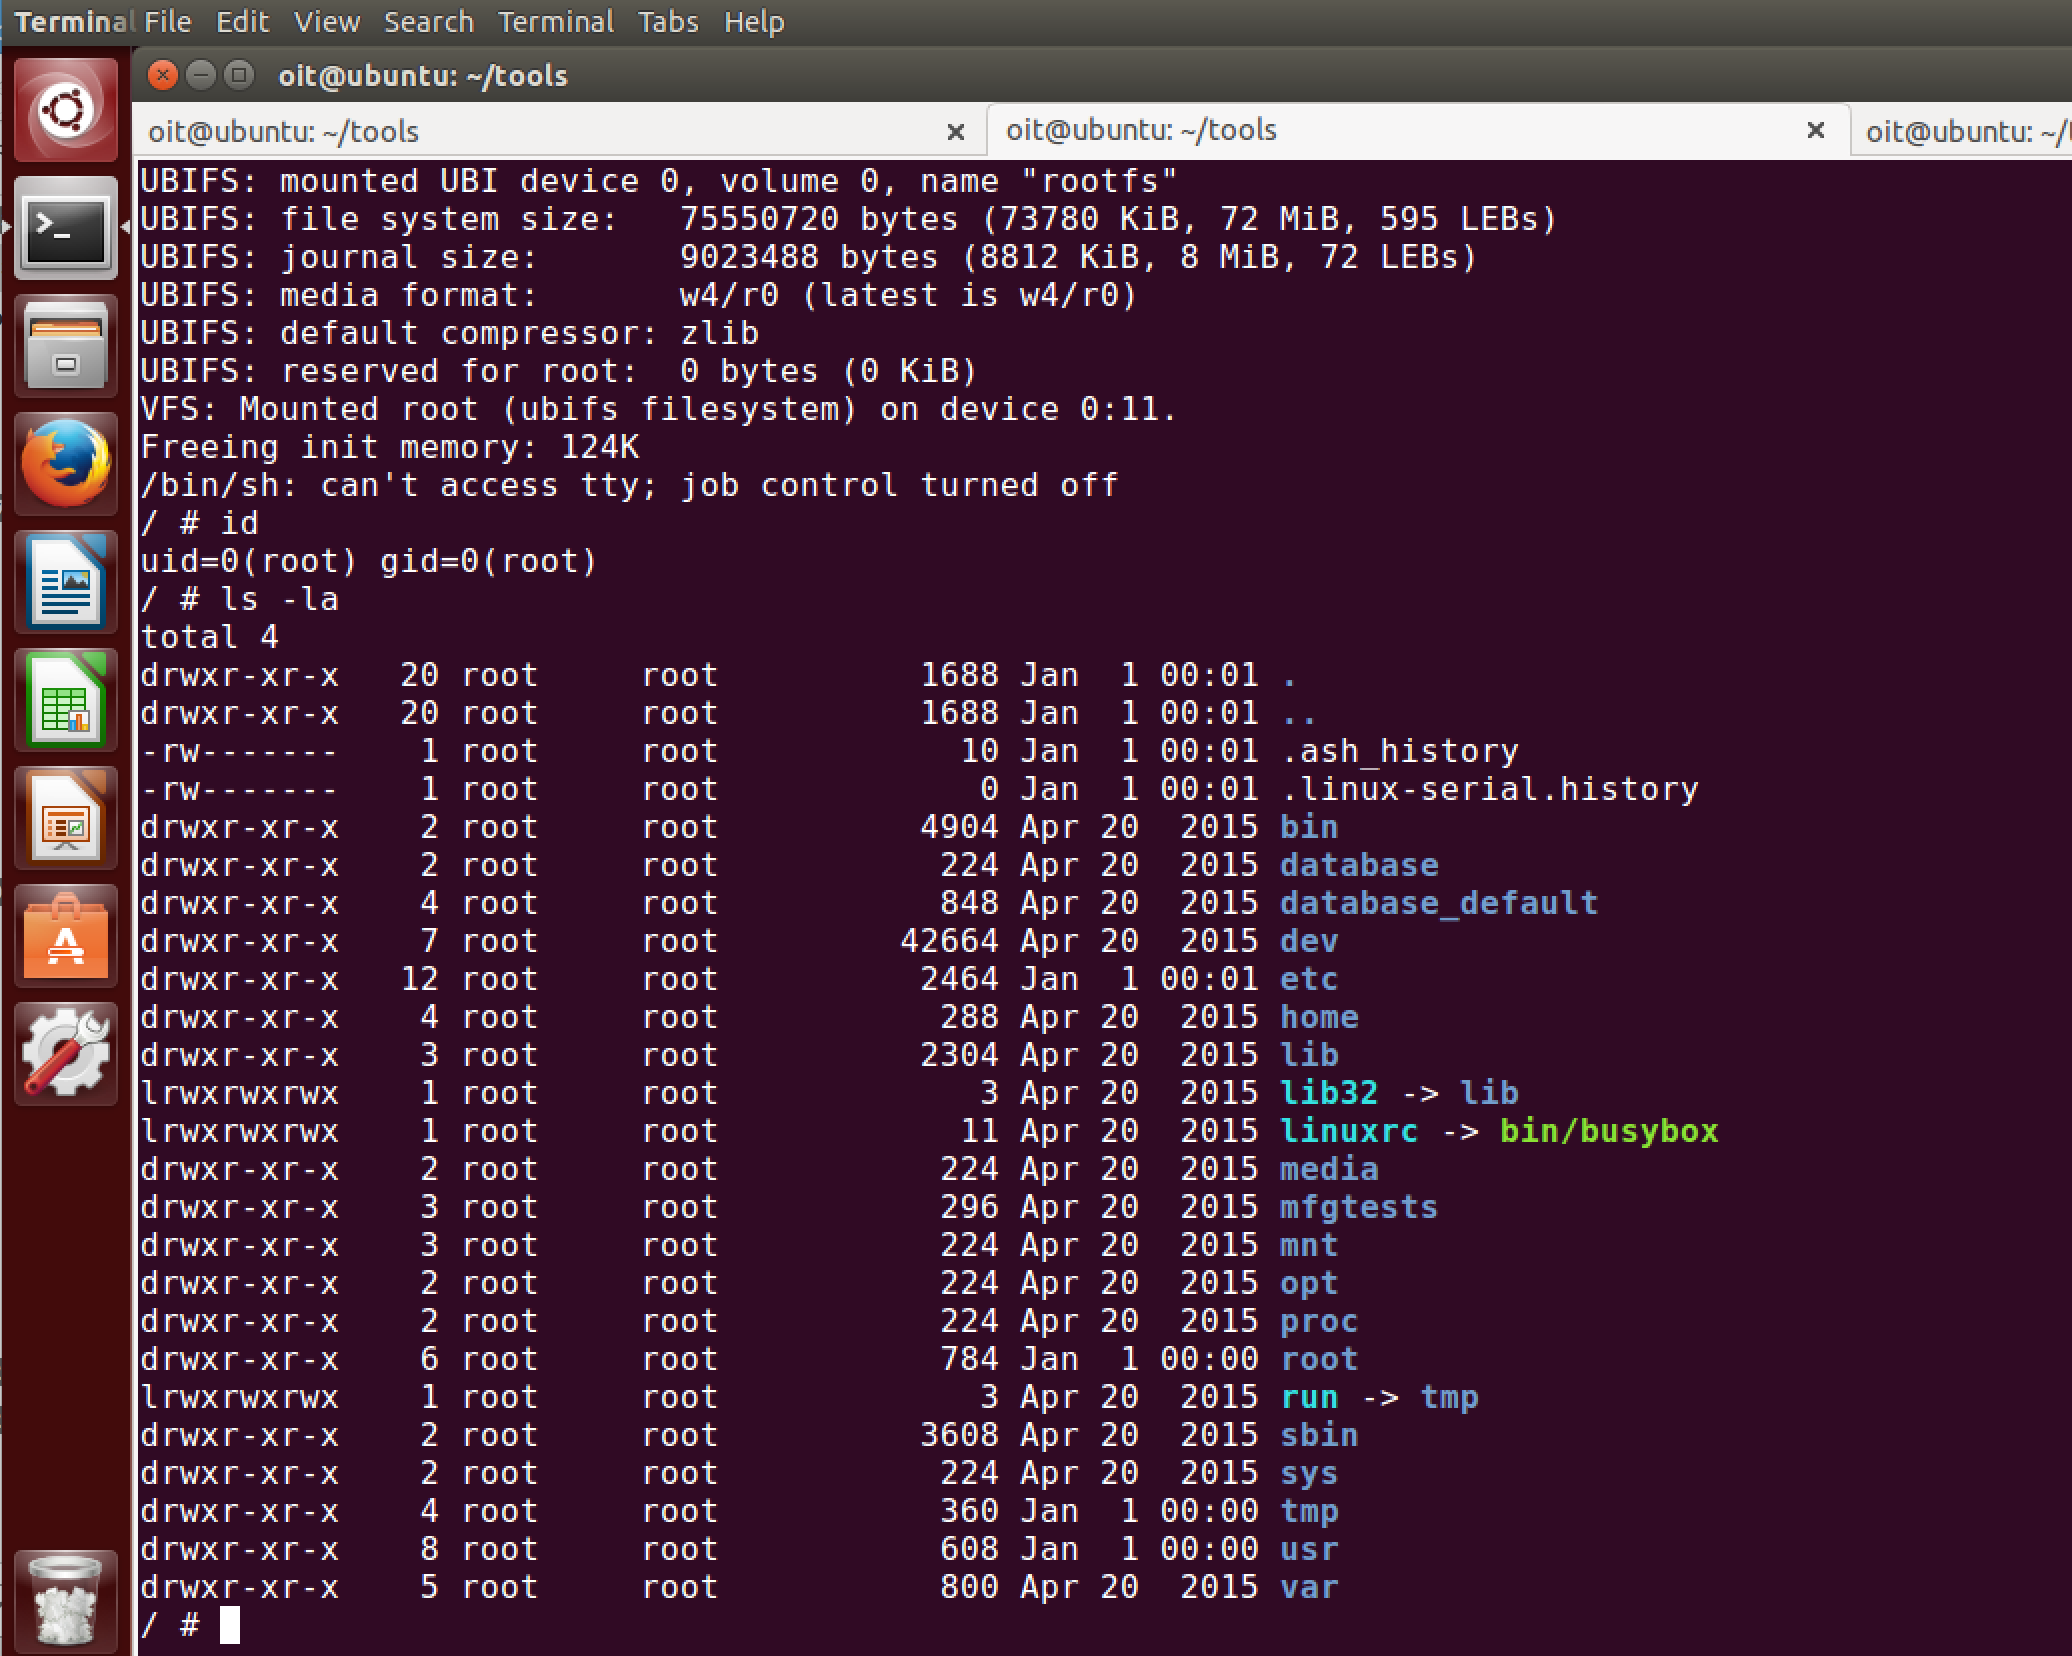 Terminal File Edit View Search Terminal Tabs Help
oit@ubuntu: ~/tools
oit@ubuntu: ~/tools × oit@ubuntu: ~/tools × oit@ubuntu: ~/
UBIFS: mounted UBI device 0, volume 0, name "rootfs"
UBIFS: file system size:   75550720 bytes (73780 KiB, 72 MiB, 595 LEBs)
UBIFS: journal size:       9023488 bytes (8812 KiB, 8 MiB, 72 LEBs)
UBIFS: media format:       w4/r0 (latest is w4/r0)
UBIFS: default compressor: zlib
UBIFS: reserved for root:  0 bytes (0 KiB)
VFS: Mounted root (ubifs filesystem) on device 0:11.
Freeing init memory: 124K
/bin/sh: can't access tty; job control turned off
/ # id
uid=0(root) gid=0(root)
/ # ls -la
total 4
drwxr-xr-x   20 root     root          1688 Jan  1 00:01 .
drwxr-xr-x   20 root     root          1688 Jan  1 00:01 ..
-rw-------    1 root     root            10 Jan  1 00:01 .ash_history
-rw-------    1 root     root             0 Jan  1 00:01 .linux-serial.history
drwxr-xr-x    2 root     root          4904 Apr 20  2015 bin
drwxr-xr-x    2 root     root           224 Apr 20  2015 database
drwxr-xr-x    4 root     root           848 Apr 20  2015 database_default
drwxr-xr-x    7 root     root         42664 Apr 20  2015 dev
drwxr-xr-x   12 root     root          2464 Jan  1 00:01 etc
drwxr-xr-x    4 root     root           288 Apr 20  2015 home
drwxr-xr-x    3 root     root          2304 Apr 20  2015 lib
lrwxrwxrwx    1 root     root             3 Apr 20  2015 lib32 -> lib
lrwxrwxrwx    1 root     root            11 Apr 20  2015 linuxrc -> bin/busybox
drwxr-xr-x    2 root     root           224 Apr 20  2015 media
drwxr-xr-x    3 root     root           296 Apr 20  2015 mfgtests
drwxr-xr-x    3 root     root           224 Apr 20  2015 mnt
drwxr-xr-x    2 root     root           224 Apr 20  2015 opt
drwxr-xr-x    2 root     root           224 Apr 20  2015 proc
drwxr-xr-x    6 root     root           784 Jan  1 00:00 root
lrwxrwxrwx    1 root     root             3 Apr 20  2015 run -> tmp
drwxr-xr-x    2 root     root          3608 Apr 20  2015 sbin
drwxr-xr-x    2 root     root           224 Apr 20  2015 sys
drwxr-xr-x    4 root     root           360 Jan  1 00:00 tmp
drwxr-xr-x    8 root     root           608 Jan  1 00:00 usr
drwxr-xr-x    5 root     root           800 Apr 20  2015 var
/ #